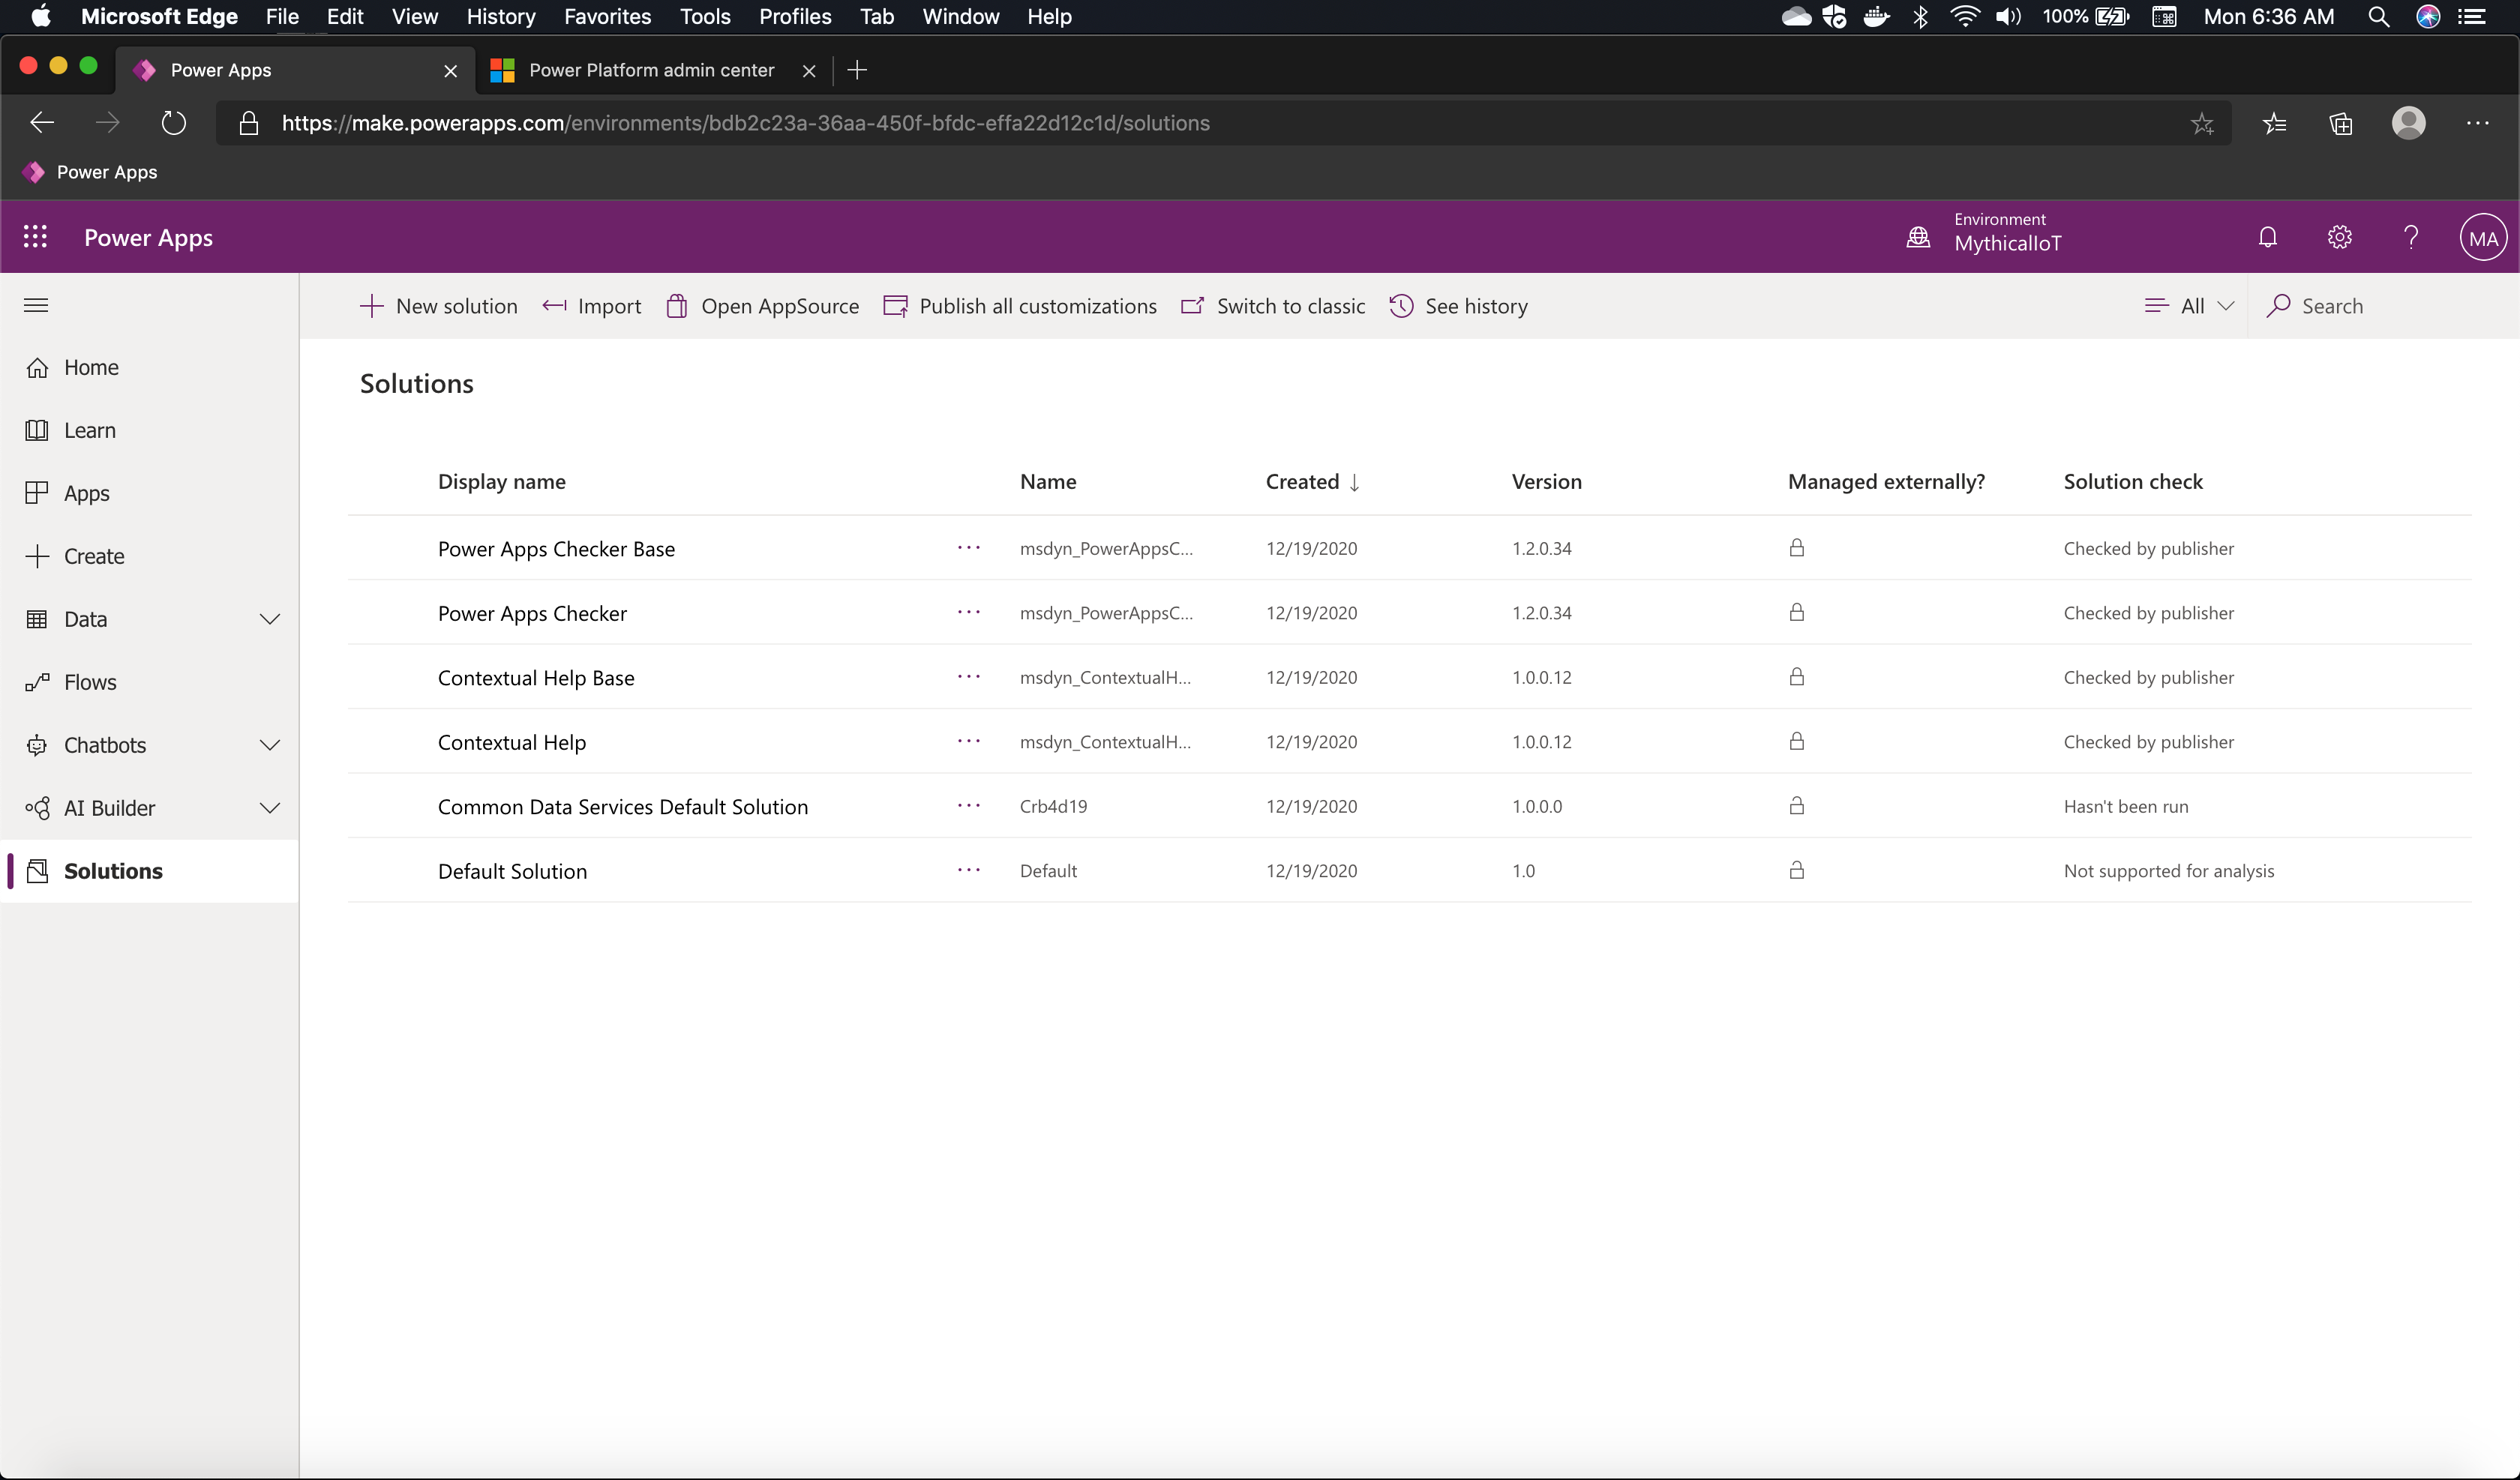 Microsoft Edge File Edit View History Favorites Tools Profiles Tab Window Help 100% Mon 6:36 AM
Power Apps Power Platform admin center
https://make.powerapps.com/environments/bdb2c23a-36aa-450f-bfdc-effa22d12c1d/solutions
Power Apps
Power Apps Environment MA
MythicalIoT
New solution Import Open AppSource Publish all customizations Switch to classic See history All Search
Home
Learn
Apps
Create
Data
Flows
Chatbots
AI Builder
Solutions
Solutions
Display name Name Created ↓ Version Managed externally? Solution check
Power Apps Checker Base ··· msdyn_PowerAppsC... 12/19/2020 1.2.0.34 Checked by publisher
Power Apps Checker ··· msdyn_PowerAppsC... 12/19/2020 1.2.0.34 Checked by publisher
Contextual Help Base ··· msdyn_ContextualH... 12/19/2020 1.0.0.12 Checked by publisher
Contextual Help ··· msdyn_ContextualH... 12/19/2020 1.0.0.12 Checked by publisher
Common Data Services Default Solution ··· Crb4d19 12/19/2020 1.0.0.0 Hasn't been run
Default Solution ··· Default 12/19/2020 1.0 Not supported for analysis